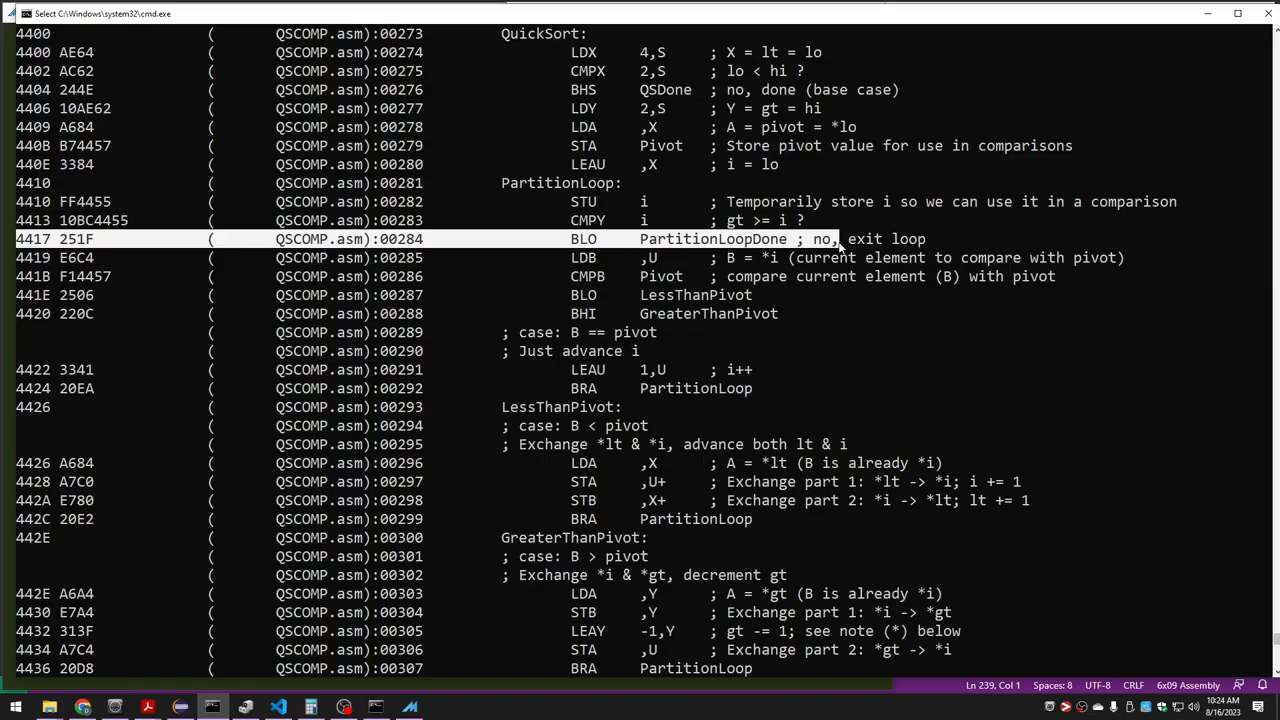 Select C:\Windows\system32\cmd.exe
4400 ( QSCOMP.asm):00273 QuickSort:
4400 AE64 ( QSCOMP.asm):00274 LDX 4,S ; X = lt = lo
4402 AC62 ( QSCOMP.asm):00275 CMPX 2,S ; lo < hi ?
4404 244E ( QSCOMP.asm):00276 BHS QSDone ; no, done (base case)
4406 10AE62 ( QSCOMP.asm):00277 LDY 2,S ; Y = gt = hi
4409 A684 ( QSCOMP.asm):00278 LDA ,X ; A = pivot = *lo
440B B74457 ( QSCOMP.asm):00279 STA Pivot ; Store pivot value for use in comparisons
440E 3384 ( QSCOMP.asm):00280 LEAU ,X ; i = lo
4410 ( QSCOMP.asm):00281 PartitionLoop:
4410 FF4455 ( QSCOMP.asm):00282 STU i ; Temporarily store i so we can use it in a comparison
4413 10BC4455 ( QSCOMP.asm):00283 CMPY i ; gt >= i ?
4417 251F ( QSCOMP.asm):00284 BLO PartitionLoopDone ; no, exit loop
4419 E6C4 ( QSCOMP.asm):00285 LDB ,U ; B = *i (current element to compare with pivot)
441B F14457 ( QSCOMP.asm):00286 CMPB Pivot ; compare current element (B) with pivot
441E 2506 ( QSCOMP.asm):00287 BLO LessThanPivot
4420 220C ( QSCOMP.asm):00288 BHI GreaterThanPivot
( QSCOMP.asm):00289 ; case: B == pivot
( QSCOMP.asm):00290 ; Just advance i
4422 3341 ( QSCOMP.asm):00291 LEAU 1,U ; i++
4424 20EA ( QSCOMP.asm):00292 BRA PartitionLoop
4426 ( QSCOMP.asm):00293 LessThanPivot:
( QSCOMP.asm):00294 ; case: B < pivot
( QSCOMP.asm):00295 ; Exchange *lt & *i, advance both lt & i
4426 A684 ( QSCOMP.asm):00296 LDA ,X ; A = *lt (B is already *i)
4428 A7C0 ( QSCOMP.asm):00297 STA ,U+ ; Exchange part 1: *lt -> *i; i += 1
442A E780 ( QSCOMP.asm):00298 STB ,X+ ; Exchange part 2: *i -> *lt; lt += 1
442C 20E2 ( QSCOMP.asm):00299 BRA PartitionLoop
442E ( QSCOMP.asm):00300 GreaterThanPivot:
( QSCOMP.asm):00301 ; case: B > pivot
( QSCOMP.asm):00302 ; Exchange *i & *gt, decrement gt
442E A6A4 ( QSCOMP.asm):00303 LDA ,Y ; A = *gt (B is already *i)
4430 E7A4 ( QSCOMP.asm):00304 STB ,Y ; Exchange part 1: *i -> *gt
4432 313F ( QSCOMP.asm):00305 LEAY -1,Y ; gt -= 1; see note (*) below
4434 A7C4 ( QSCOMP.asm):00306 STA ,U ; Exchange part 2: *gt -> *i
4436 20D8 ( QSCOMP.asm):00307 BRA PartitionLoop
Ln 239, Col 1 Spaces: 8 UTF-8 CRLF 6x09 Assembly
10:24 AM
8/16/2023